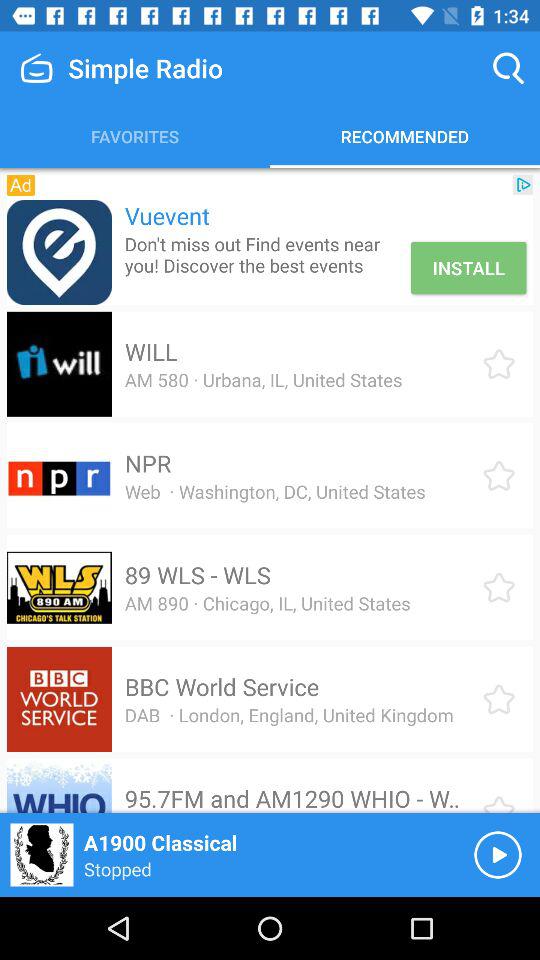 1:34
Simple Radio
FAVORITES
RECOMMENDED
Ad
Vuevent
Don't miss out Find events near
you! Discover the best events
INSTALL
will
WILL
AM 580 · Urbana, IL, United States
npr
NPR
Web · Washington, DC, United States
WLS
890 AM
CHICAGO'S TALK STATION
89 WLS - WLS
AM 890 · Chicago, IL, United States
BBC
WORLD
SERVICE
BBC World Service
DAB · London, England, United Kingdom
WHIO
95.7FM and AM1290 WHIO - W..
A1900 Classical
Stopped